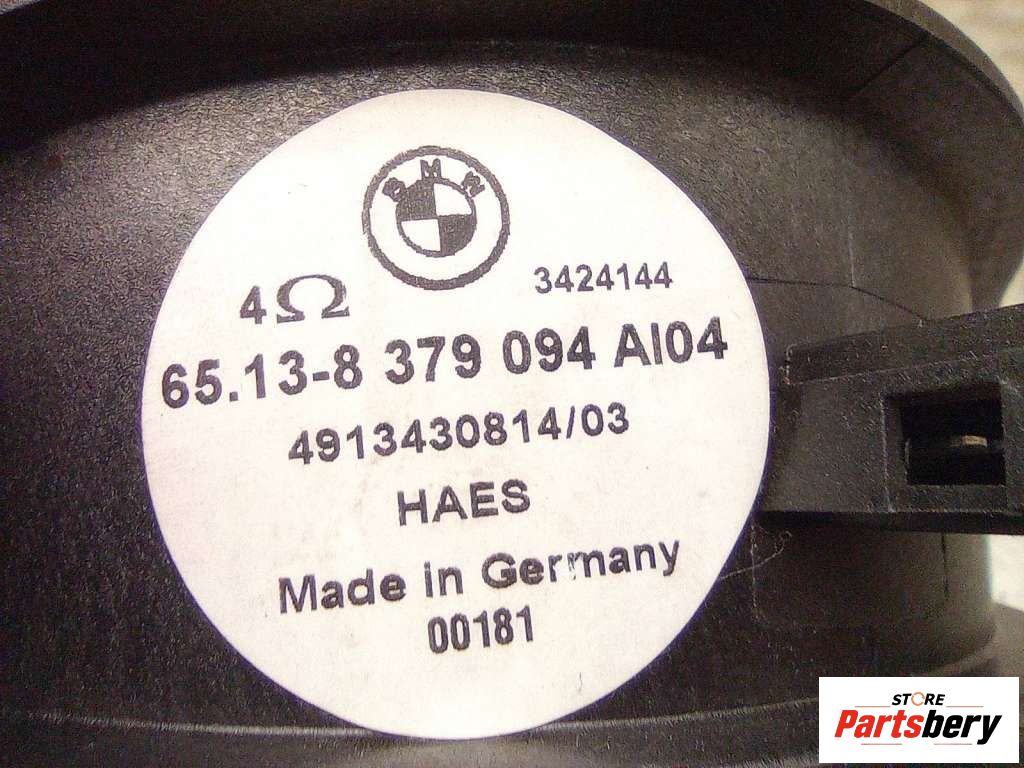 BMW
4Ω
3424144
65.13-8 379 094 AI04
4913430814/03
HAES
Made in Germany
00181
STORE
Partsbery